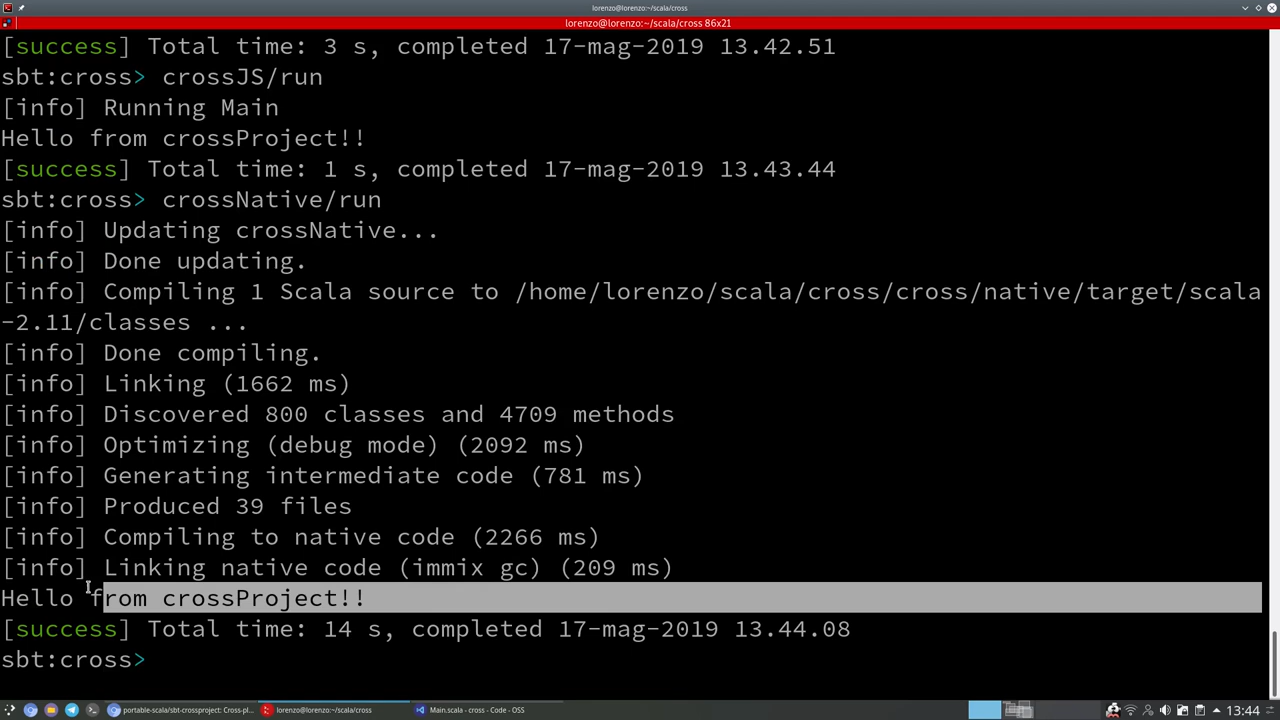 lorenzo@lorenzo:~/scala/cross
lorenzo@lorenzo:~/scala/cross 86x21
[success] Total time: 3 s, completed 17-mag-2019 13.42.51
sbt:cross> crossJS/run
[info] Running Main
Hello from crossProject!!
[success] Total time: 1 s, completed 17-mag-2019 13.43.44
sbt:cross> crossNative/run
[info] Updating crossNative...
[info] Done updating.
[info] Compiling 1 Scala source to /home/lorenzo/scala/cross/cross/native/target/scala
-2.11/classes ...
[info] Done compiling.
[info] Linking (1662 ms)
[info] Discovered 800 classes and 4709 methods
[info] Optimizing (debug mode) (2092 ms)
[info] Generating intermediate code (781 ms)
[info] Produced 39 files
[info] Compiling to native code (2266 ms)
[info] Linking native code (immix gc) (209 ms)
Hello from crossProject!!
[success] Total time: 14 s, completed 17-mag-2019 13.44.08
sbt:cross>
portable-scala/sbt-crossproject: Cross-pl... lorenzo@lorenzo:~/scala/cross Main.scala - cross - Code - OSS 13:44